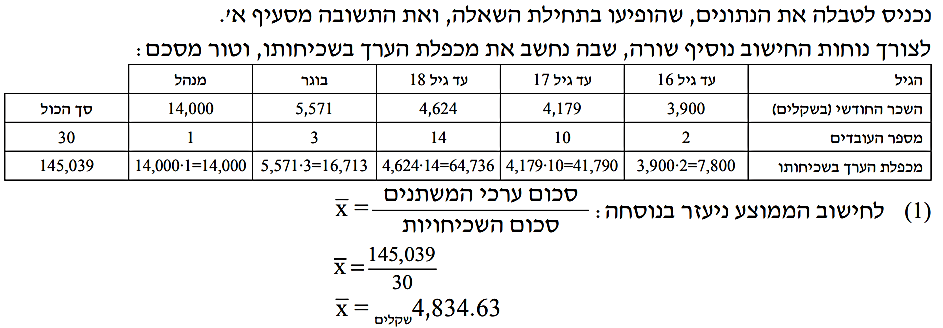 נכניס לטבלה את הנתונים, שהופיעו בתחילת השאלה, ואת התשובה מסעיף א'.
לצורך נוחות החישוב נוסיף שורה, שבה נחשב את מכפלת הערך בשכיחותו, וטור מסכם:
הגיל עד גיל 16 עד גיל 17 עד גיל 18 בוגר מנהל
השכר החודשי (בשקלים) 3,900 4,179 4,624 5,571 14,000 סך הכול
מספר העובדים 2 10 14 3 1 30
מכפלת הערך בשכיחותו 3,900·2=7,800 4,179·10=41,790 4,624·14=64,736 5,571·3=16,713 14,000·1=14,000 145,039
(1) לחישוב הממוצע ניעזר בנוסחה: x̅ = סכום ערכי המשתנים / סכום השכיחויות
x̅ = 145,039 / 30
x̅ = 4,834.63 שקלים